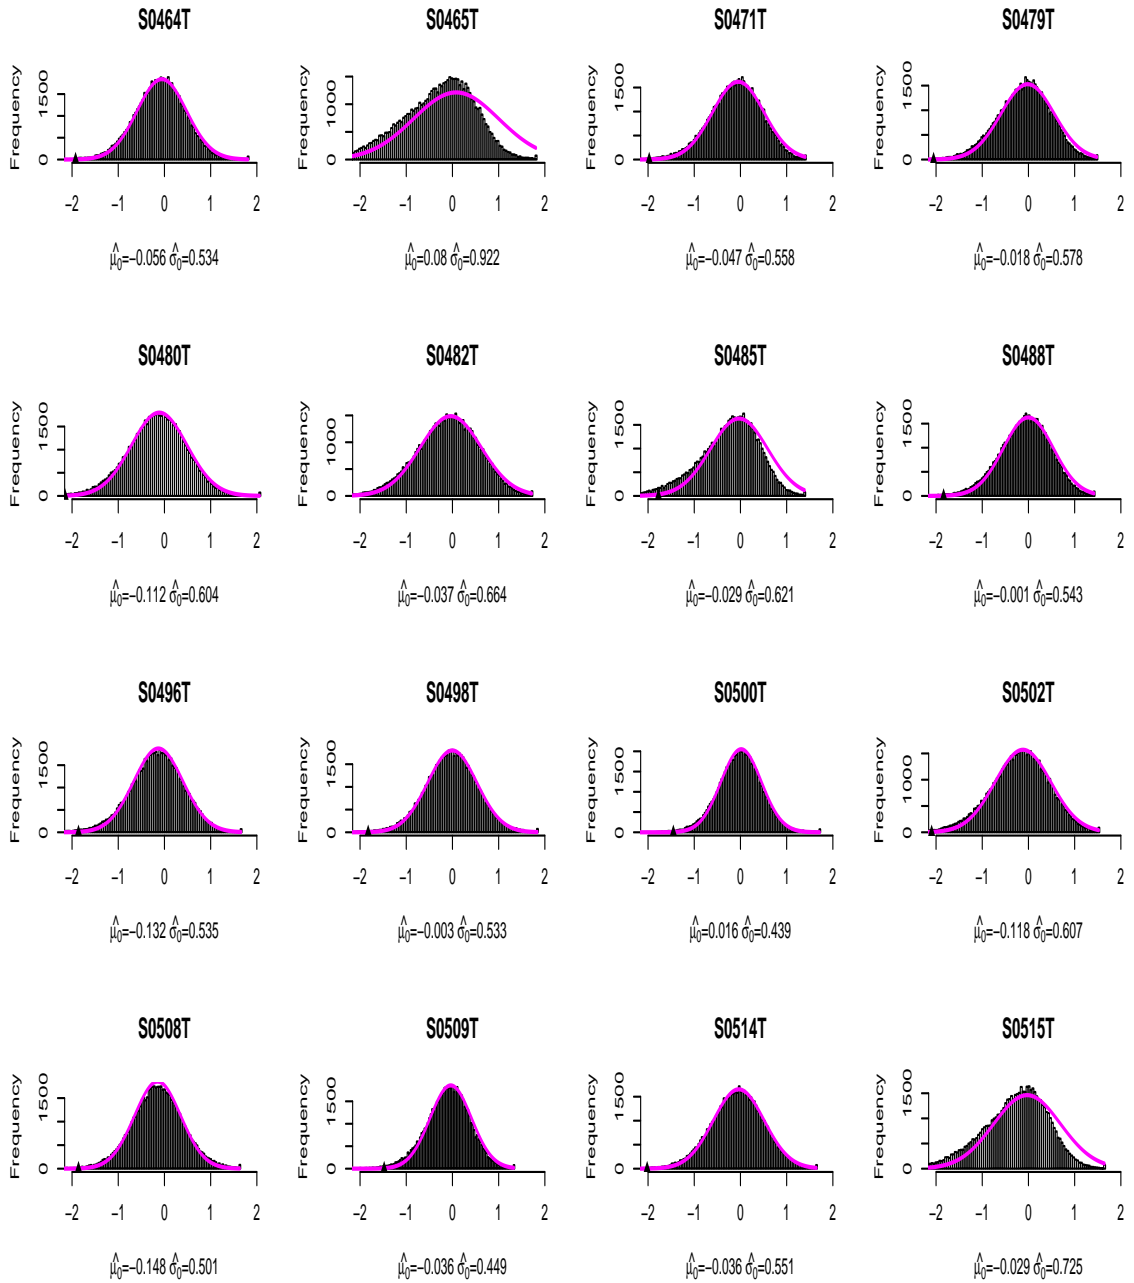 S0464T S0465T S0471T S0479T
Frequency 0 1500 Frequency 0 1000 Frequency 0 1500 Frequency 0 1500
−2 −1 0 1 2 −2 −1 0 1 2 −2 −1 0 1 2 −2 −1 0 1 2
μ̂₀=−0.056 σ̂₀=0.534 μ̂₀=0.08 σ̂₀=0.922 μ̂₀=−0.047 σ̂₀=0.558 μ̂₀=−0.018 σ̂₀=0.578
S0480T S0482T S0485T S0488T
Frequency 0 1500 Frequency 0 1000 Frequency 0 1500 Frequency 0 1500
−2 −1 0 1 2 −2 −1 0 1 2 −2 −1 0 1 2 −2 −1 0 1 2
μ̂₀=−0.112 σ̂₀=0.604 μ̂₀=−0.037 σ̂₀=0.664 μ̂₀=−0.029 σ̂₀=0.621 μ̂₀=−0.001 σ̂₀=0.543
S0496T S0498T S0500T S0502T
Frequency 0 1500 Frequency 0 1500 Frequency 0 1500 Frequency 0 1000
−2 −1 0 1 2 −2 −1 0 1 2 −2 −1 0 1 2 −2 −1 0 1 2
μ̂₀=−0.132 σ̂₀=0.535 μ̂₀=−0.003 σ̂₀=0.533 μ̂₀=0.016 σ̂₀=0.439 μ̂₀=−0.118 σ̂₀=0.607
S0508T S0509T S0514T S0515T
Frequency 0 1500 Frequency 0 1500 Frequency 0 1500 Frequency 0 1500
−2 −1 0 1 2 −2 −1 0 1 2 −2 −1 0 1 2 −2 −1 0 1 2
μ̂₀=−0.148 σ̂₀=0.501 μ̂₀=−0.036 σ̂₀=0.449 μ̂₀=−0.036 σ̂₀=0.551 μ̂₀=−0.029 σ̂₀=0.725